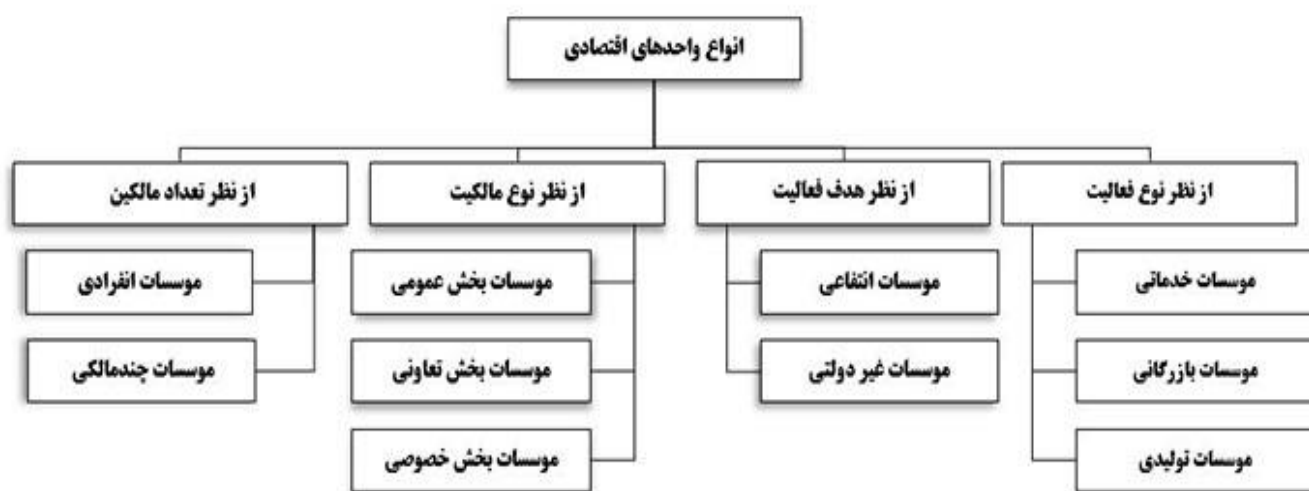 انواع واحدهای اقتصادی
از نظر نوع فعالیت
از نظر هدف فعالیت
از نظر نوع مالکیت
از نظر تعداد مالکین
موسسات خدماتی
موسسات انتفاعی
موسسات بخش عمومی
موسسات انفرادی
موسسات بازرگانی
موسسات غیر دولتی
موسسات بخش تعاونی
موسسات چندمالکی
موسسات تولیدی
موسسات بخش خصوصی